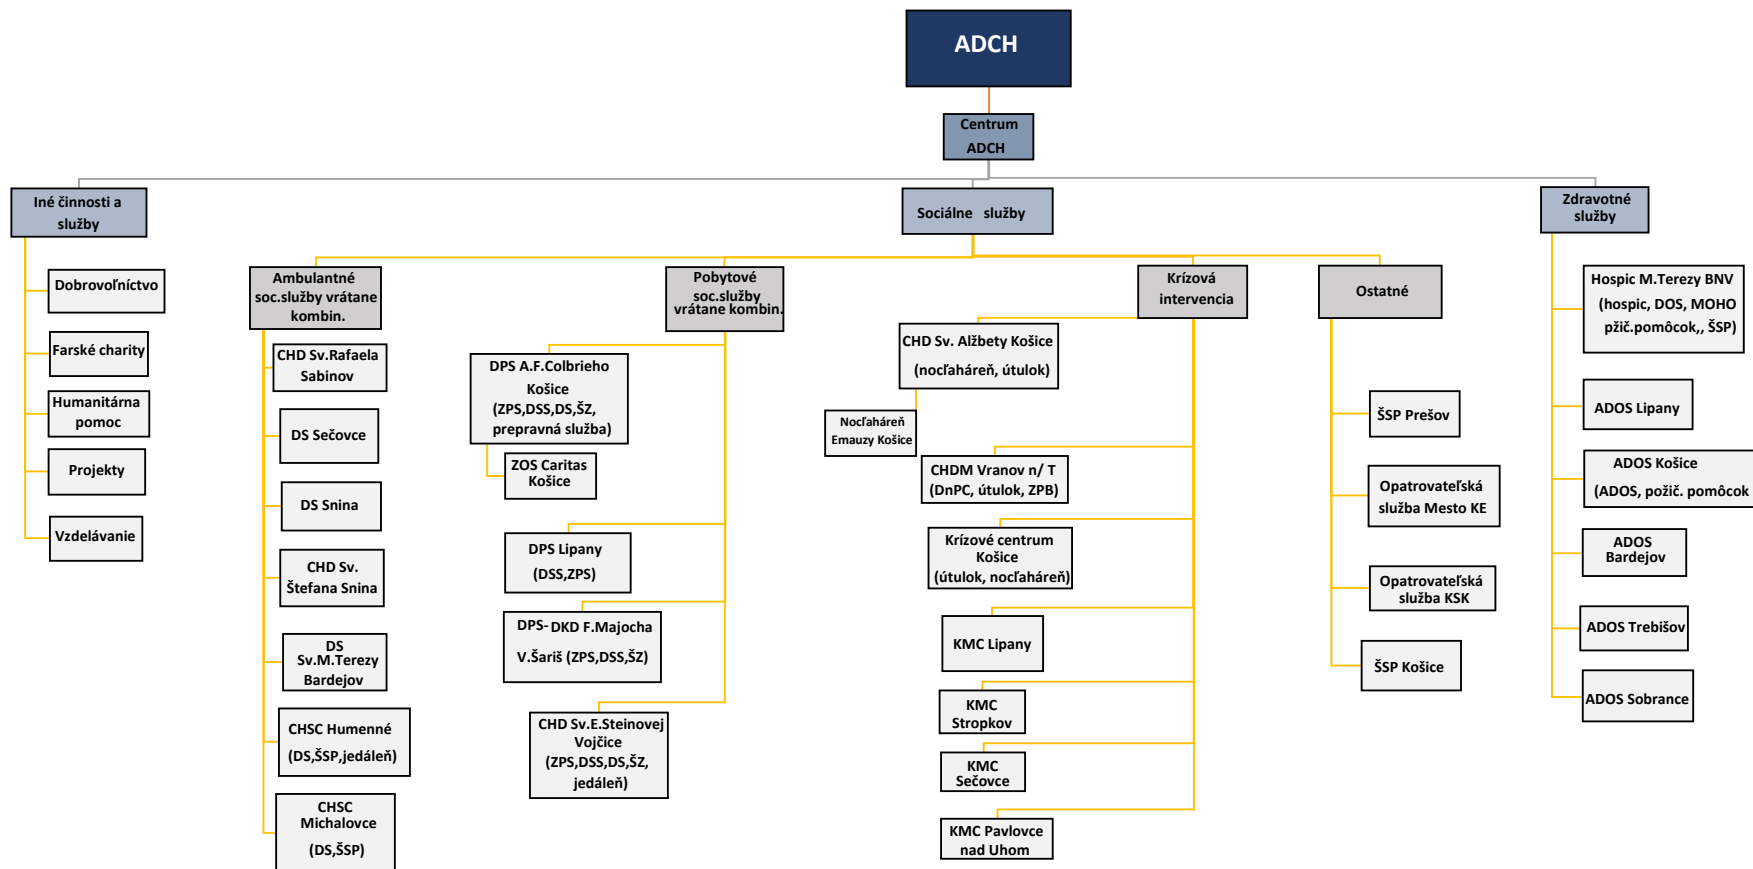 ADCH
Centrum
ADCH
Iné činnosti a
služby
Dobrovoľníctvo
Farské charity
Humanitárna
pomoc
Projekty
Vzdelávanie
Sociálne služby
Ambulantné
soc.služby vrátane
kombin.
CHD Sv.Rafaela
Sabinov
DS Sečovce
DS Snina
CHD Sv.
Štefana Snina
DS
Sv.M.Terezy
Bardejov
CHSC Humenné
(DS,ŠSP,jedáleň)
CHSC
Michalovce
(DS,ŠSP)
Pobytové
soc.služby
vrátane kombin.
DPS A.F.Colbrieho
Košice
(ZPS,DSS,DS,ŠZ,
prepravná služba)
ZOS Caritas
Košice
DPS Lipany
(DSS,ZPS)
DPS- DKD F.Majocha
V.Šariš (ZPS,DSS,ŠZ)
CHD Sv.E.Steinovej
Vojčice
(ZPS,DSS,DS,ŠZ,
jedáleň)
Krízová
intervencia
CHD Sv. Alžbety Košice
(nocľaháreň, útulok)
Nocľaháreň
Emauzy Košice
CHDM Vranov n/ T
(DnPC, útulok, ZPB)
Krízové centrum
Košice
(útulok, nocľaháreň)
KMC Lipany
KMC
Stropkov
KMC
Sečovce
KMC Pavlovce
nad Uhom
Ostatné
ŠSP Prešov
Opatrovateľská
služba Mesto KE
Opatrovateľská
služba KSK
ŠSP Košice
Zdravotné
služby
Hospic M.Terezy BNV
(hospic, DOS, MOHO
pžič.pomôcok,, ŠSP)
ADOS Lipany
ADOS Košice
(ADOS, požič. pomôcok
ADOS
Bardejov
ADOS Trebišov
ADOS Sobrance